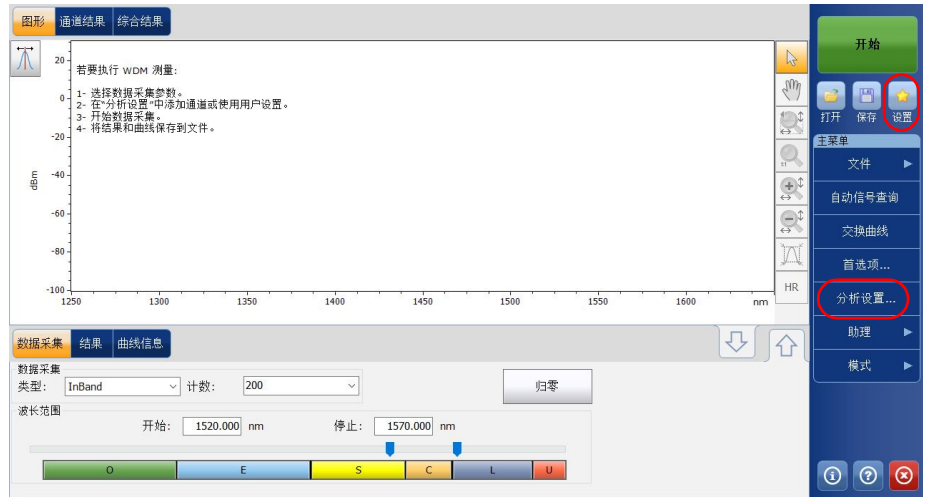 图形 通道结果 综合结果
20
0
-20
-40
-60
-80
-100
dBm
若要执行 WDM 测量:
1- 选择数据采集参数。
2- 在"分析设置"中添加通道或使用用户设置。
3- 开始数据采集。
4- 将结果和曲线保存到文件。
1250 1300 1350 1400 1450 1500 1550 1600 nm
1:1
HR
数据采集 结果 曲线信息
数据采集
类型: InBand 计数: 200 归零
波长范围
开始: 1520.000 nm 停止: 1570.000 nm
O E S C L U
开始
打开 保存 设置
主菜单
文件
自动信号查询
交换曲线
首选项...
分析设置...
助理
模式